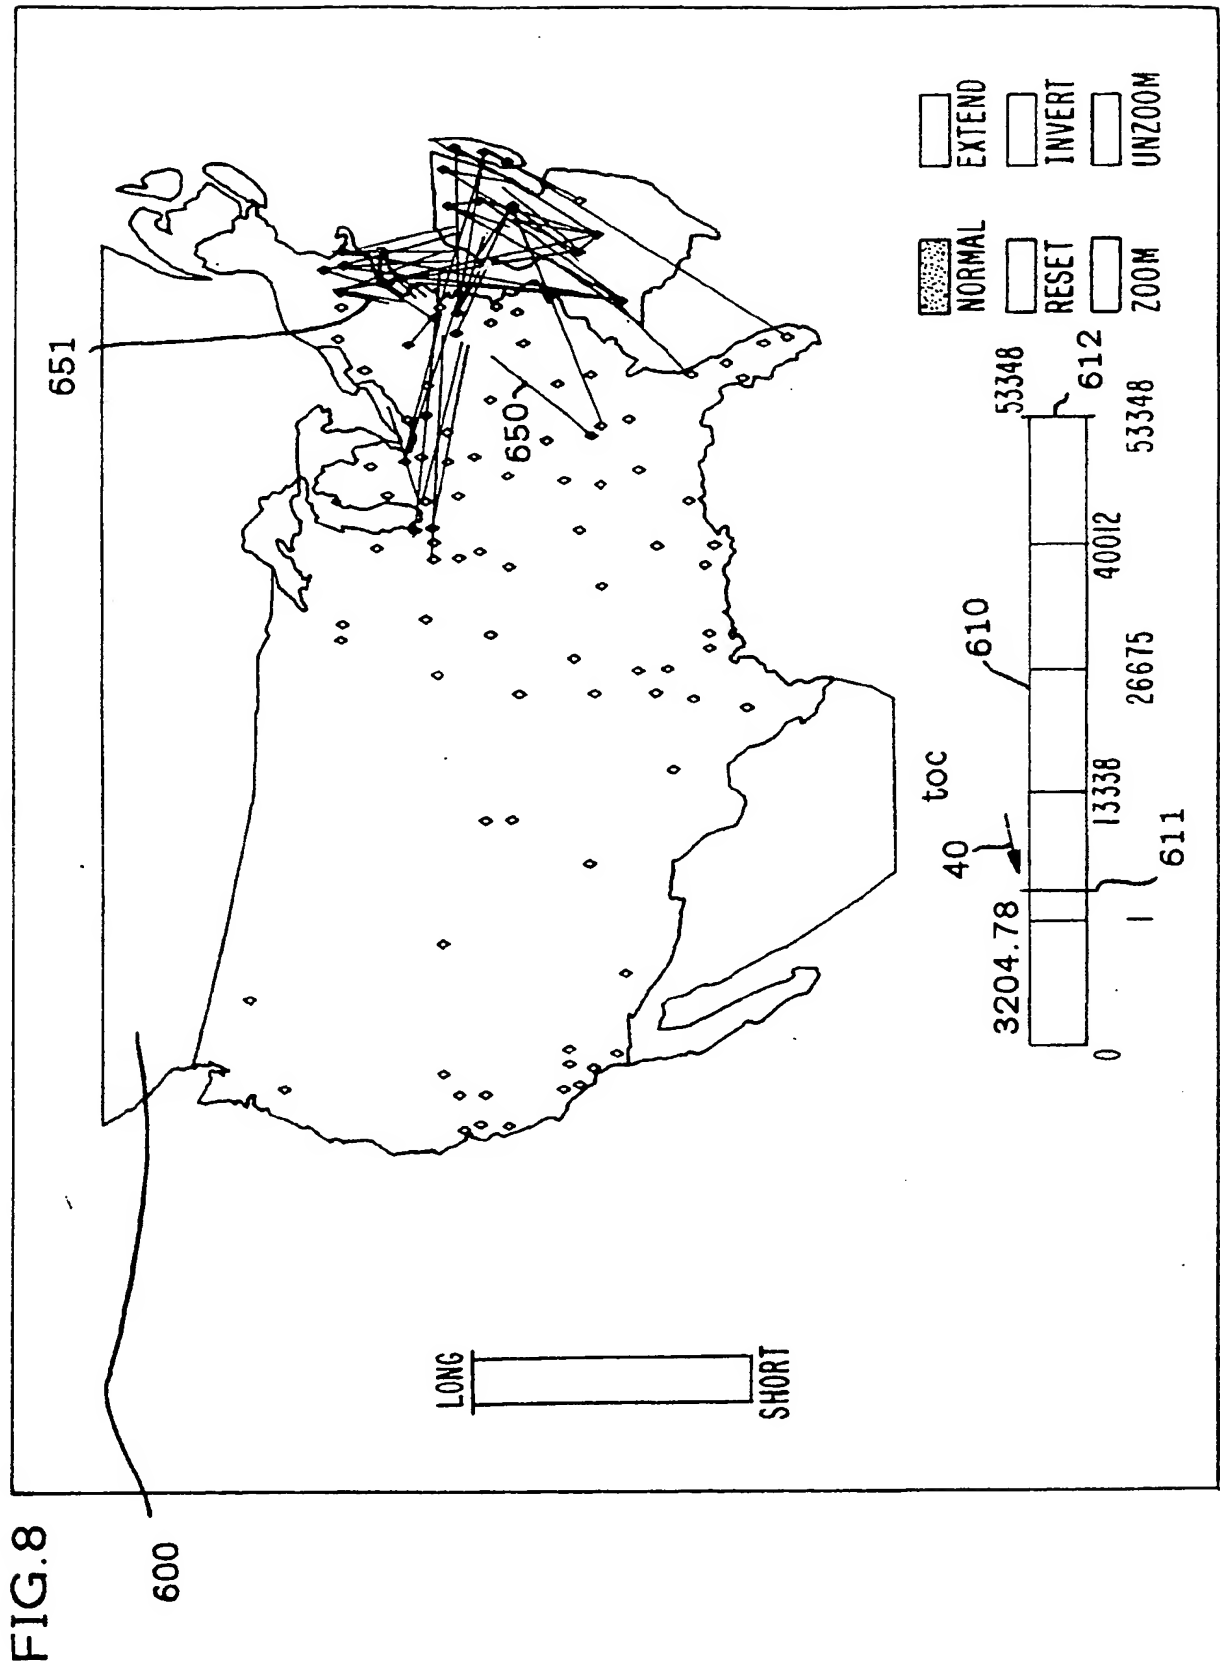 FIG.8
600
651
650
LONG
SHORT
toc
40
610
3204.78
53348
612
0
1
13338
26675
40012
53348
611
NORMAL
EXTEND
RESET
INVERT
ZOOM
UNZOOM